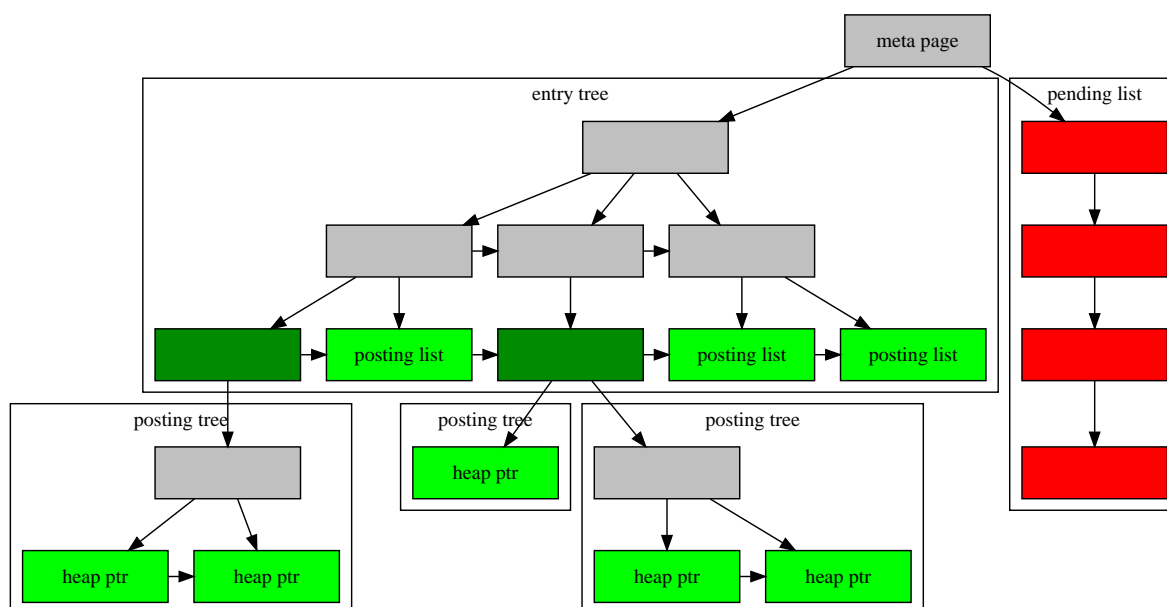 meta page
entry tree
pending list
posting list
posting list
posting list
posting tree
posting tree
posting tree
heap ptr
heap ptr
heap ptr
heap ptr
heap ptr